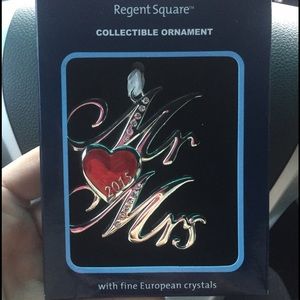 Regent Square™
COLLECTIBLE ORNAMENT
Mr
2015
Mrs
with fine European crystals